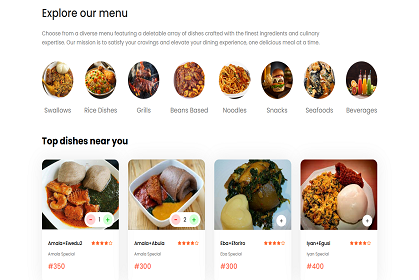 Explore our menu
Choose from a diverse menu featuring a delectable array of dishes crafted with the finest ingredients and culinary
expertise. Our mission is to satisfy your cravings and elevate your dining experience, one delicious meal at a time.
Swallows Rice Dishes Grills Beans Based Noodles Snacks Seafoods Beverages
Top dishes near you
- 1 + - 2 + + +
Amala+Ewedu3 Amala+Abula Eba+Efo riro Iyan+Egusi
Amala Special Amala Special Eba Special Iyan Special
#350 #300 #300 #400